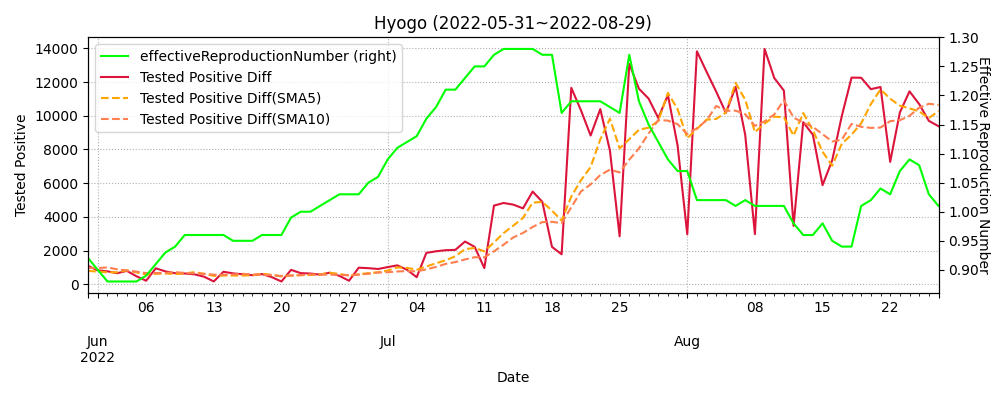 Hyogo (2022-05-31~2022-08-29)
effectiveReproductionNumber (right)
Tested Positive Diff
Tested Positive Diff(SMA5)
Tested Positive Diff(SMA10)
Tested Positive
14000
12000
10000
8000
6000
4000
2000
0
Effective Reproduction Number
1.30
1.25
1.20
1.15
1.10
1.05
1.00
0.95
0.90
06 13 20 27 04 11 18 25 08 15 22
Jun Jul Aug
2022
Date